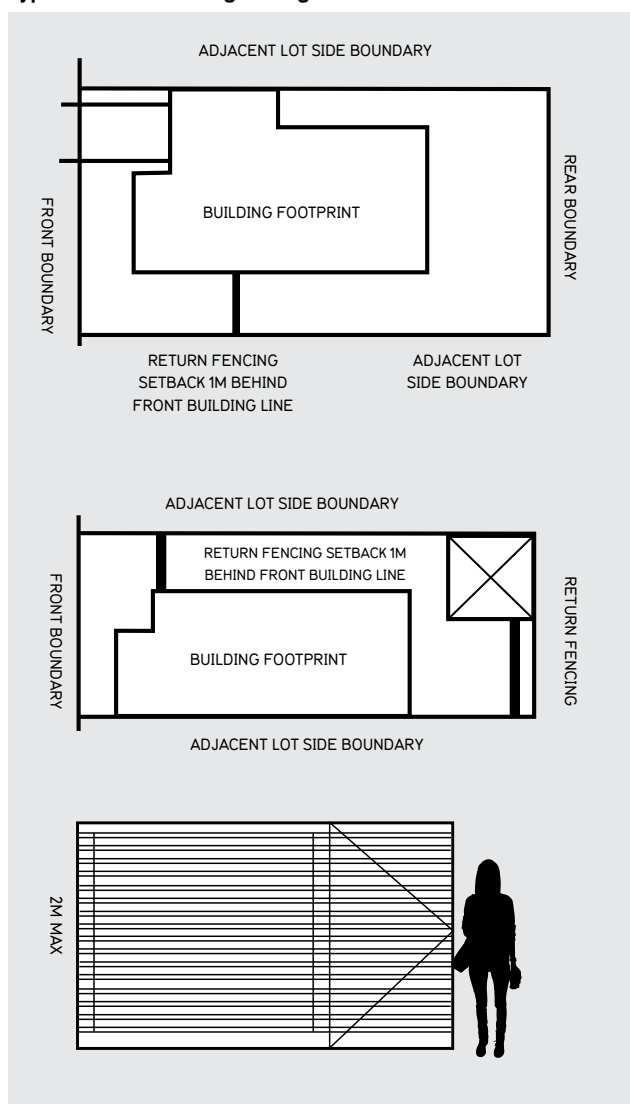 ADJACENT LOT SIDE BOUNDARY
FRONT BOUNDARY
BUILDING FOOTPRINT
REAR BOUNDARY
RETURN FENCING
SETBACK 1M BEHIND
FRONT BUILDING LINE
ADJACENT LOT
SIDE BOUNDARY
ADJACENT LOT SIDE BOUNDARY
FRONT BOUNDARY
RETURN FENCING SETBACK 1M
BEHIND FRONT BUILDING LINE
BUILDING FOOTPRINT
RETURN FENCING
ADJACENT LOT SIDE BOUNDARY
2M MAX